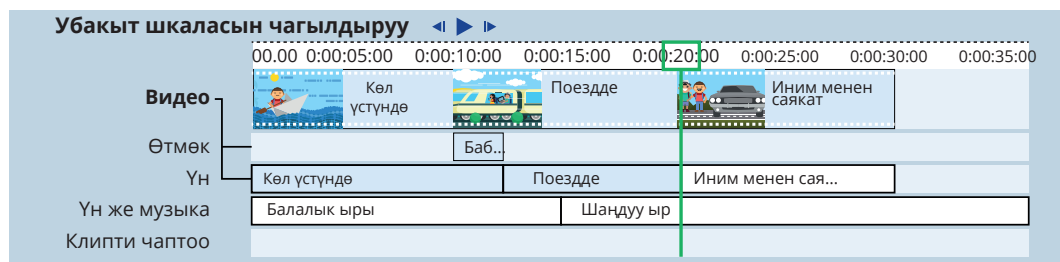 Убакыт шкаласын чагылдыруу
00.00 0:00:05:00 0:00:10:00 0:00:15:00 0:00:20:00 0:00:25:00 0:00:30:00 0:00:35:00
Видео
Көл
үстүндө
Поездде
Иним менен
саякат
Өтмөк
Баб...
Үн
Көл үстүндө
Поездде
Иним менен сая...
Үн же музыка
Балалык ыры
Шаңдуу ыр
Клипти чаптоо